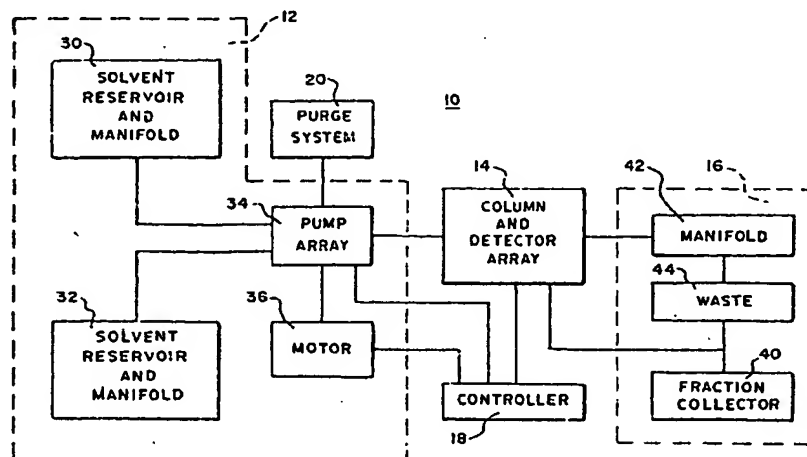 12
30
SOLVENT
RESERVOIR
AND
MANIFOLD
20
PURGE
SYSTEM
10
14
COLUMN
AND
DETECTOR
ARRAY
16
42
MANIFOLD
34
PUMP
ARRAY
44
WASTE
32
SOLVENT
RESERVOIR
AND
MANIFOLD
36
MOTOR
CONTROLLER
18
40
FRACTION
COLLECTOR